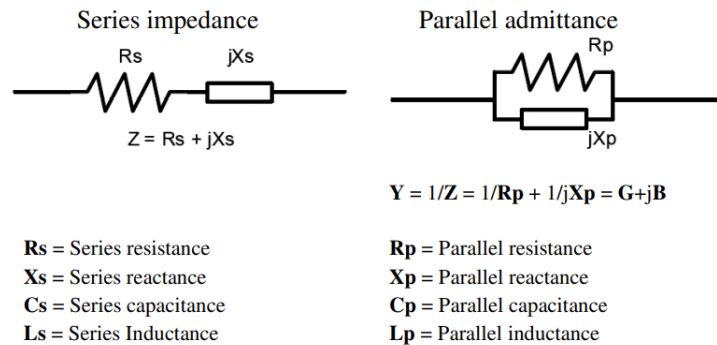 Series impedance
Rs jXs
Z = Rs + jXs
Rs = Series resistance
Xs = Series reactance
Cs = Series capacitance
Ls = Series Inductance
Parallel admittance
Rp
jXp
Y = 1/Z = 1/Rp + 1/jXp = G+jB
Rp = Parallel resistance
Xp = Parallel reactance
Cp = Parallel capacitance
Lp = Parallel inductance